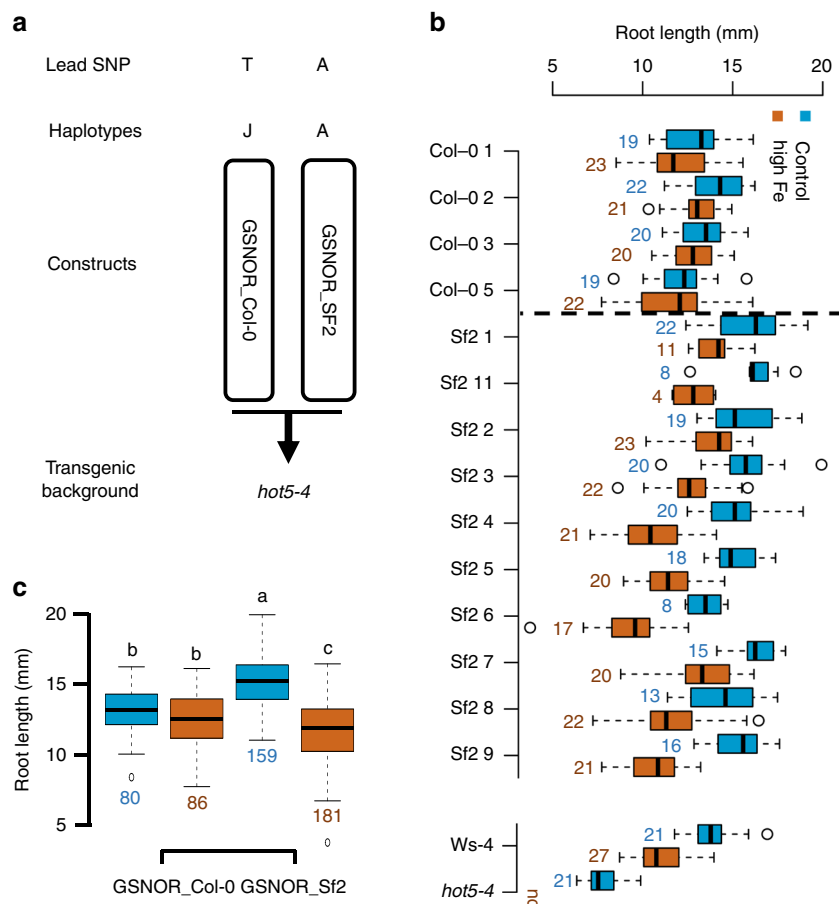 a
Lead SNP T A
Haplotypes J A
Constructs GSNOR_Col-0 GSNOR_SF2
Transgenic
background hot5-4
b
Root length (mm)
5 10 15 20
Control
high Fe
Col–0 1 19
23
Col–0 2 22
21
Col–0 3 20
20
Col–0 5 19
22
Sf2 1 22
11
Sf2 11 8
4
Sf2 2 19
23
Sf2 3 20
22
Sf2 4 20
21
Sf2 5 18
20
Sf2 6 8
17
Sf2 7 15
20
Sf2 8 13
22
Sf2 9 16
21
Ws-4 21
27
hot5-4 21
c
Root length (mm)
20
15
10
5
b b a c
80 86 159 181
GSNOR_Col-0 GSNOR_Sf2